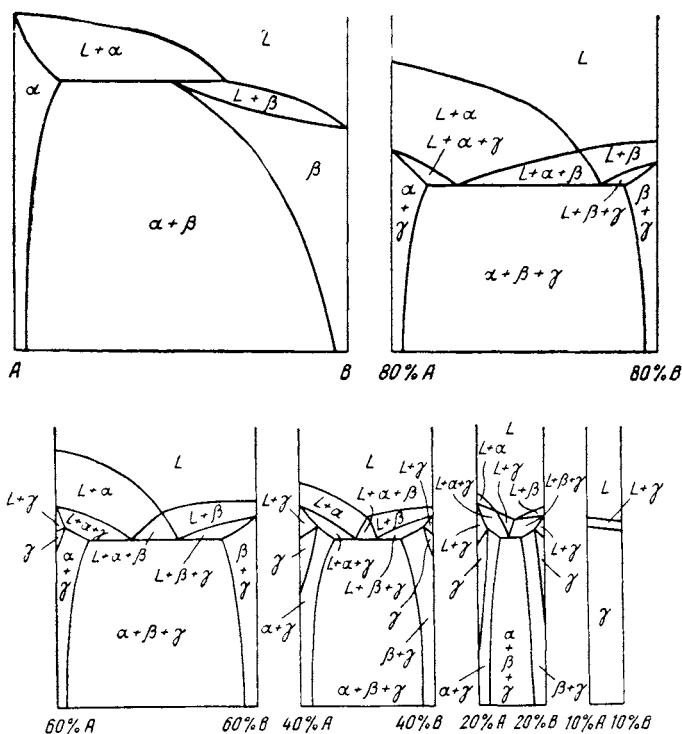 L
L + α
α
L + β
β
α + β
A
B
L
L + α
L + α + γ
L + β
L + α + β
α + γ
L + β + γ
β + γ
α + β + γ
80% A
80% B
L
L + α
L + γ
L + α + γ
L + β
γ
L + α + β
α + γ
L + β + γ
β + γ
α + β + γ
60% A
60% B
L
L + γ
L + α + β
L + γ
L + α
L + β
γ
L + α + γ
L + β + γ
γ
α + γ
β + γ
α + β + γ
40% A
40% B
L
L + α
L + γ
L + α + γ
L + β
L + β + γ
L + γ
L + γ
γ
γ
α + β + γ
α + γ
β + γ
20% A
20% B
L
L + γ
γ
10% A
10% B